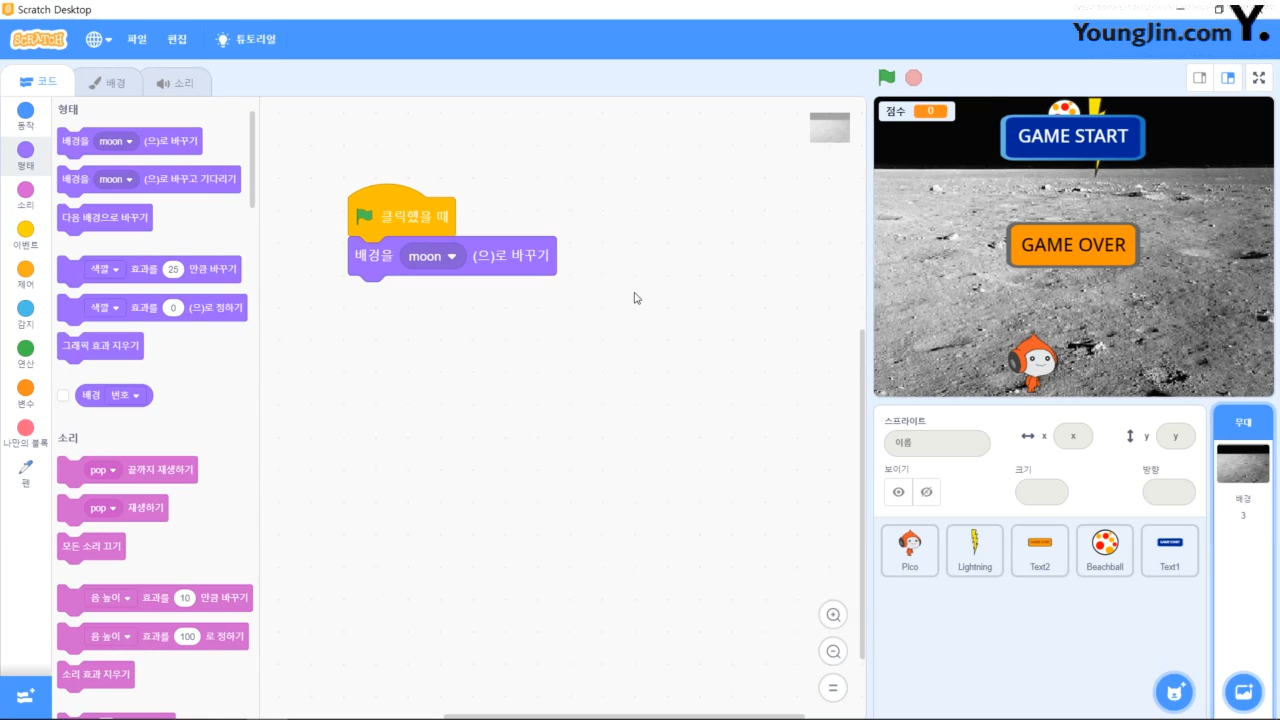 Scratch Desktop
YoungJin.com Y.
SCRATCH 파일 편집 튜토리얼
코드 배경 소리
동작
형태
소리
이벤트
제어
감지
연산
변수
나만의 블록
펜
형태
배경을 moon (으)로 바꾸기
배경을 moon (으)로 바꾸고 기다리기
다음 배경으로 바꾸기
색깔 효과를 25 만큼 바꾸기
색깔 효과를 0 (으)로 정하기
그래픽 효과 지우기
배경 번호
소리
pop 끝까지 재생하기
pop 재생하기
모든 소리 끄기
음 높이 효과를 10 만큼 바꾸기
음 높이 효과를 100 로 정하기
소리 효과 지우기
클릭했을 때
배경을 moon (으)로 바꾸기
점수 0
GAME START
GAME OVER
스프라이트
이름
x x
y y
보이기
크기
방향
Pico
Lightning
GAME OVER
Text2
Beachball
GAME START
Text1
무대
배경
3